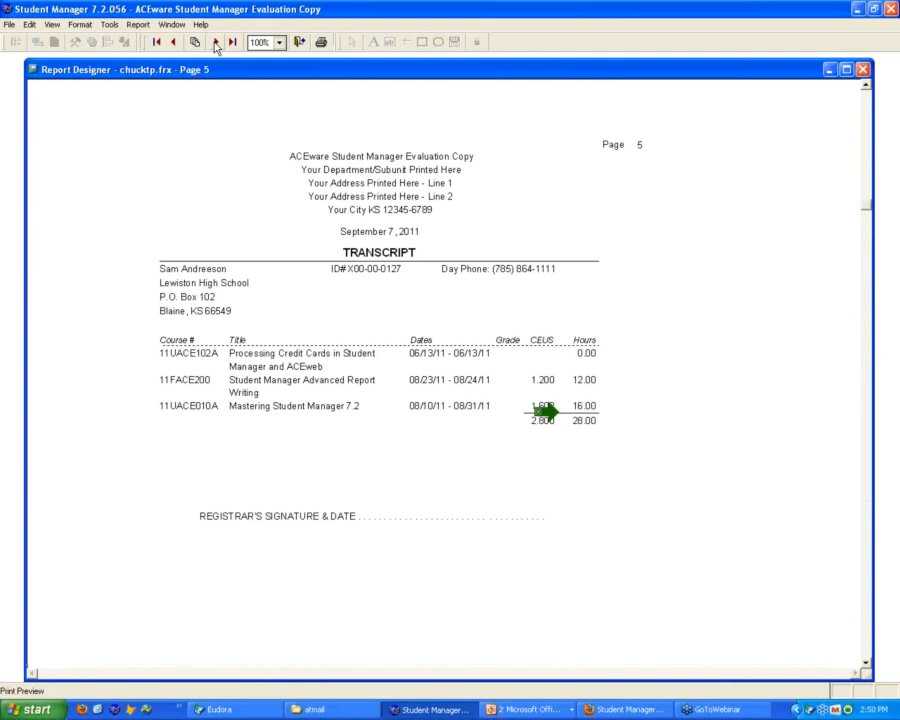 Student Manager 7.2.056 - ACEware Student Manager Evaluation Copy
File Edit View Format Tools Report Window Help
100%
Report Designer - chucktp.frx - Page 5
Page 5
ACEware Student Manager Evaluation Copy
Your Department/Subunit Printed Here
Your Address Printed Here - Line 1
Your Address Printed Here - Line 2
Your City KS 12345-6789
September 7, 2011
TRANSCRIPT
Sam Andreeson ID# X00-00-0127 Day Phone: (785) 864-1111
Lewiston High School
P.O. Box 102
Blaine, KS 66549
Course # Title Dates Grade CEUS Hours
11UACE102A Processing Credit Cards in Student 06/13/11 - 06/13/11 0.00
Manager and ACEweb
11FACE200 Student Manager Advanced Report 08/23/11 - 08/24/11 1.200 12.00
Writing
11UACE010A Mastering Student Manager 7.2 08/10/11 - 08/31/11 1.600 16.00
2.800 28.00
REGISTRAR'S SIGNATURE & DATE . . . . . . . . . . . . . . . . . . . . . . . . . . . . . . . . . . .
Print Preview
start Eudora atmail Student Manager... 2 Microsoft Offi... Student Manager... GoToWebinar 2:50 PM